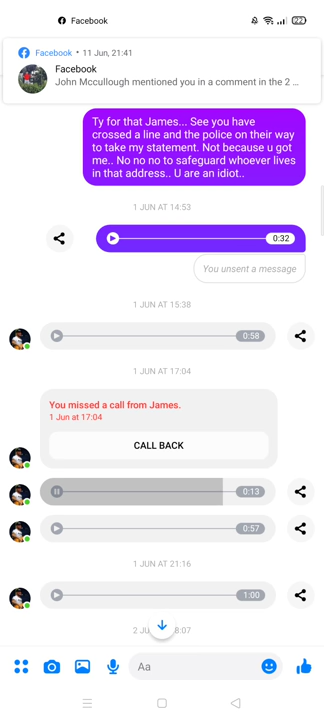 Facebook
22
Facebook • 11 Jun, 21:41
Facebook
John Mccullough mentioned you in a comment in the 2 ...
Ty for that James... See you have
crossed a line and the police on their way
to take my statement. Not because u got
me.. No no no to safeguard whoever lives
in that address.. U are an idiot..
1 JUN AT 14:53
0:32
You unsent a message
1 JUN AT 15:38
0:58
1 JUN AT 17:04
You missed a call from James.
1 Jun at 17:04
CALL BACK
0:13
0:57
1 JUN AT 21:16
1:00
2 JU 8:07
Aa